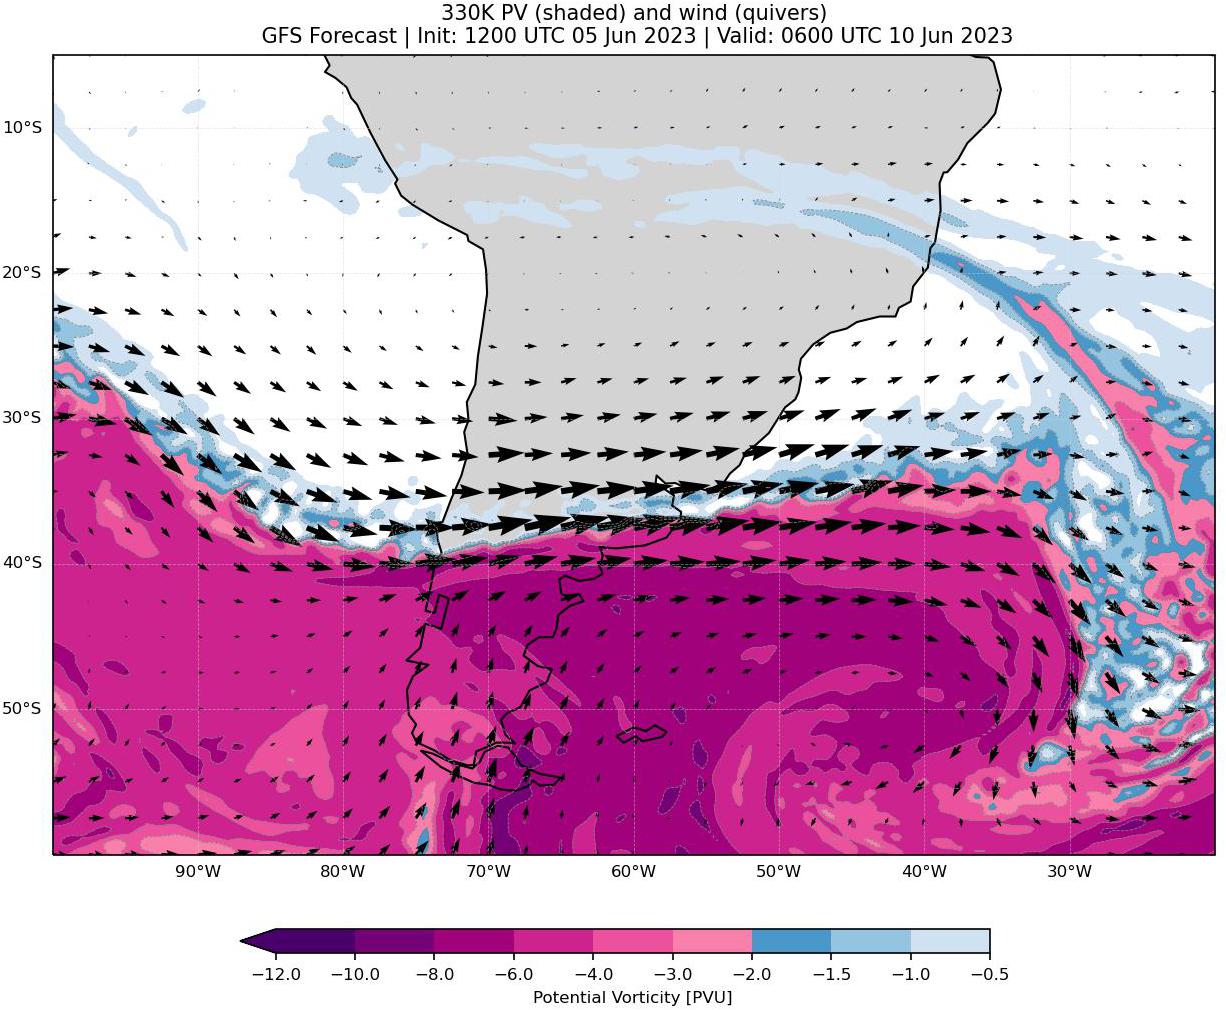 330K PV (shaded) and wind (quivers)
GFS Forecast | Init: 1200 UTC 05 Jun 2023 | Valid: 0600 UTC 10 Jun 2023
10°S
20°S
30°S
40°S
50°S
90°W 80°W 70°W 60°W 50°W 40°W 30°W
−12.0 −10.0 −8.0 −6.0 −4.0 −3.0 −2.0 −1.5 −1.0 −0.5
Potential Vorticity [PVU]